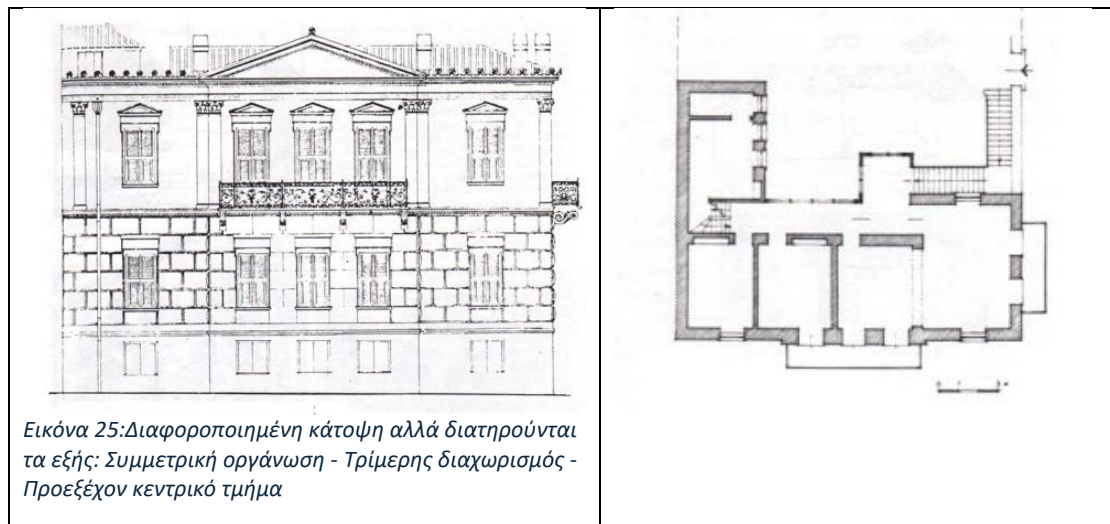 Εικόνα 25:Διαφοροποιημένη κάτοψη αλλά διατηρούνται
τα εξής: Συμμετρική οργάνωση - Τρίμερης διαχωρισμός -
Προεξέχον κεντρικό τμήμα